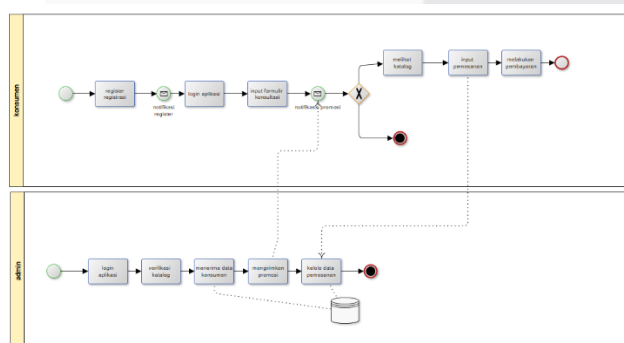 konsumen
register
registrasi
notifikasi
register
login aplikasi
input formulir
konsultasi
notifikasi promosi
melihat
katalog
input
pemesanan
melakukan
pembayaran
admin
login
aplikasi
verifikasi
katalog
menerima data
konsumen
mengirimkan
promosi
kelola data
pemesanan